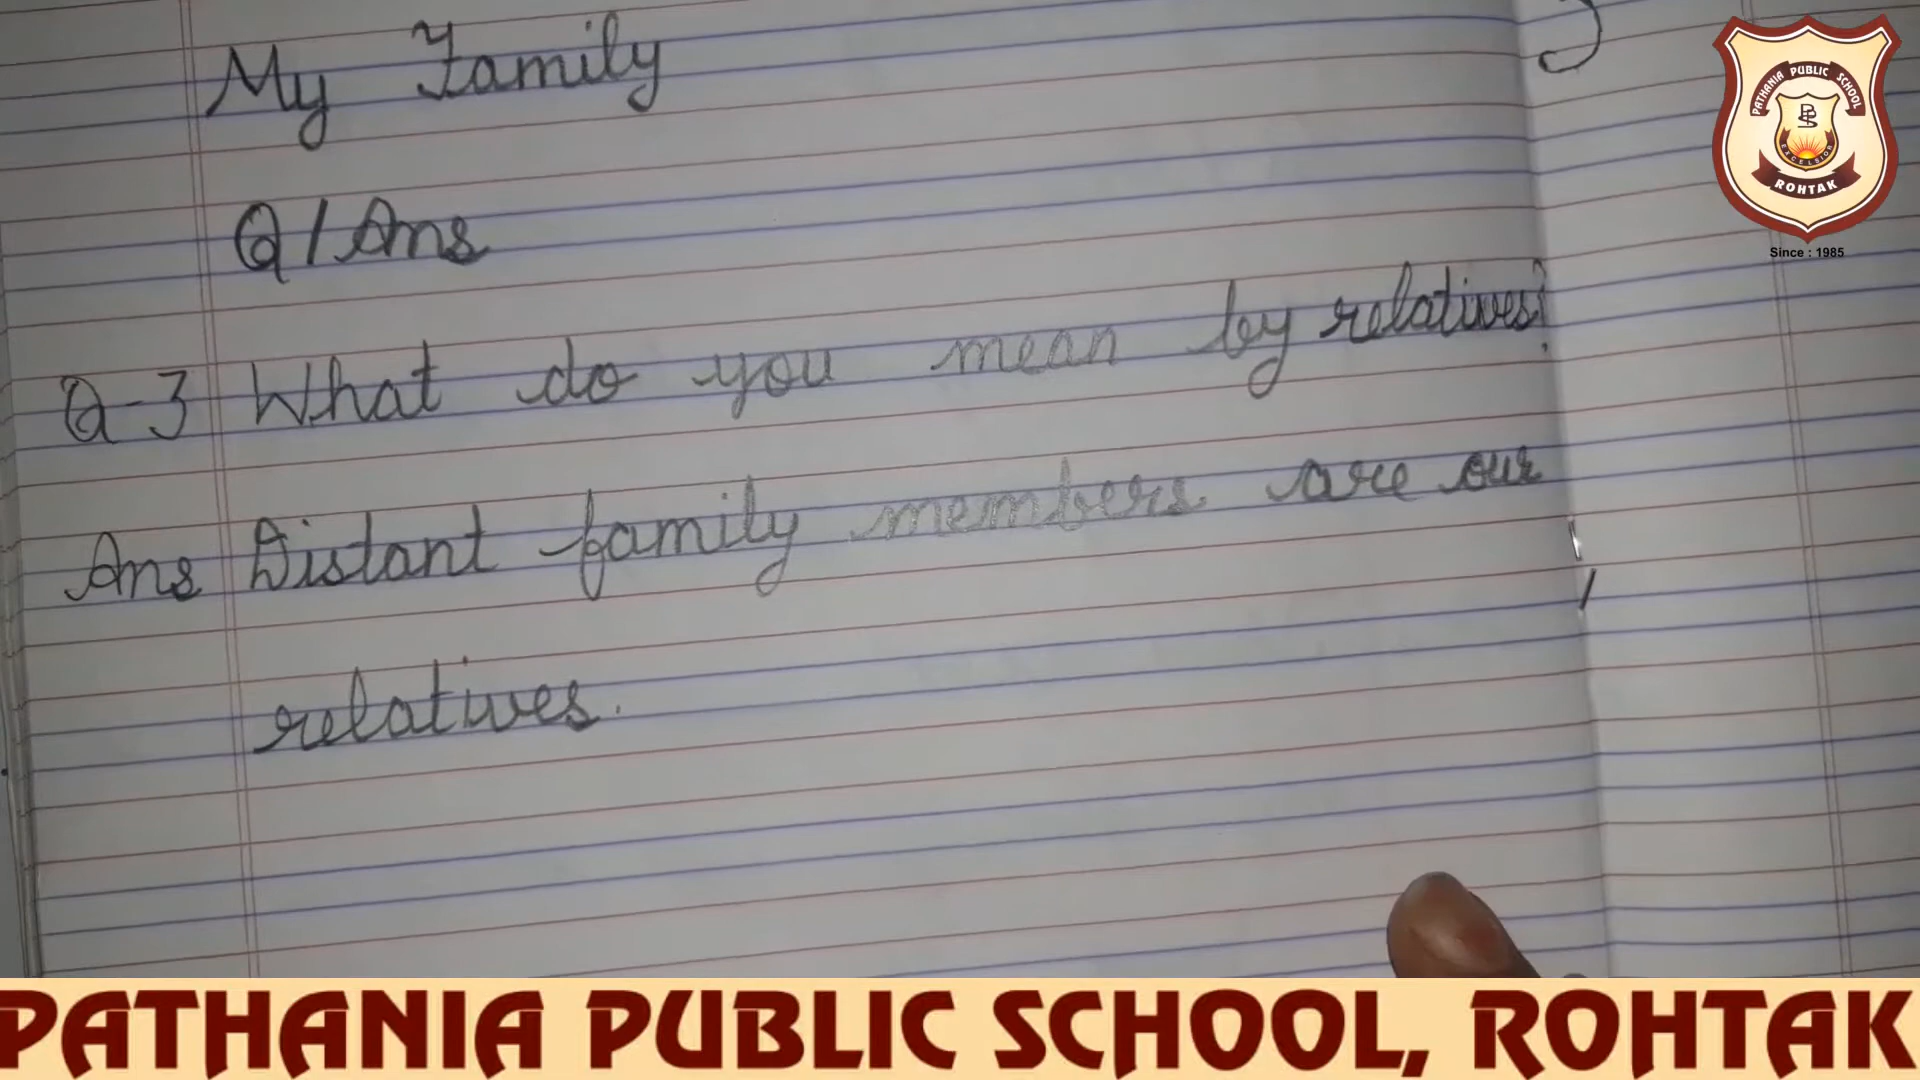 My Family
Q/Ans
Q-3 What do you mean by relatives?
Ans Distant family members are our
relatives.
PATHANIA PUBLIC SCHOOL
EXCELSIOR
ROHTAK
Since : 1985
PATHANIA PUBLIC SCHOOL, ROHTAK